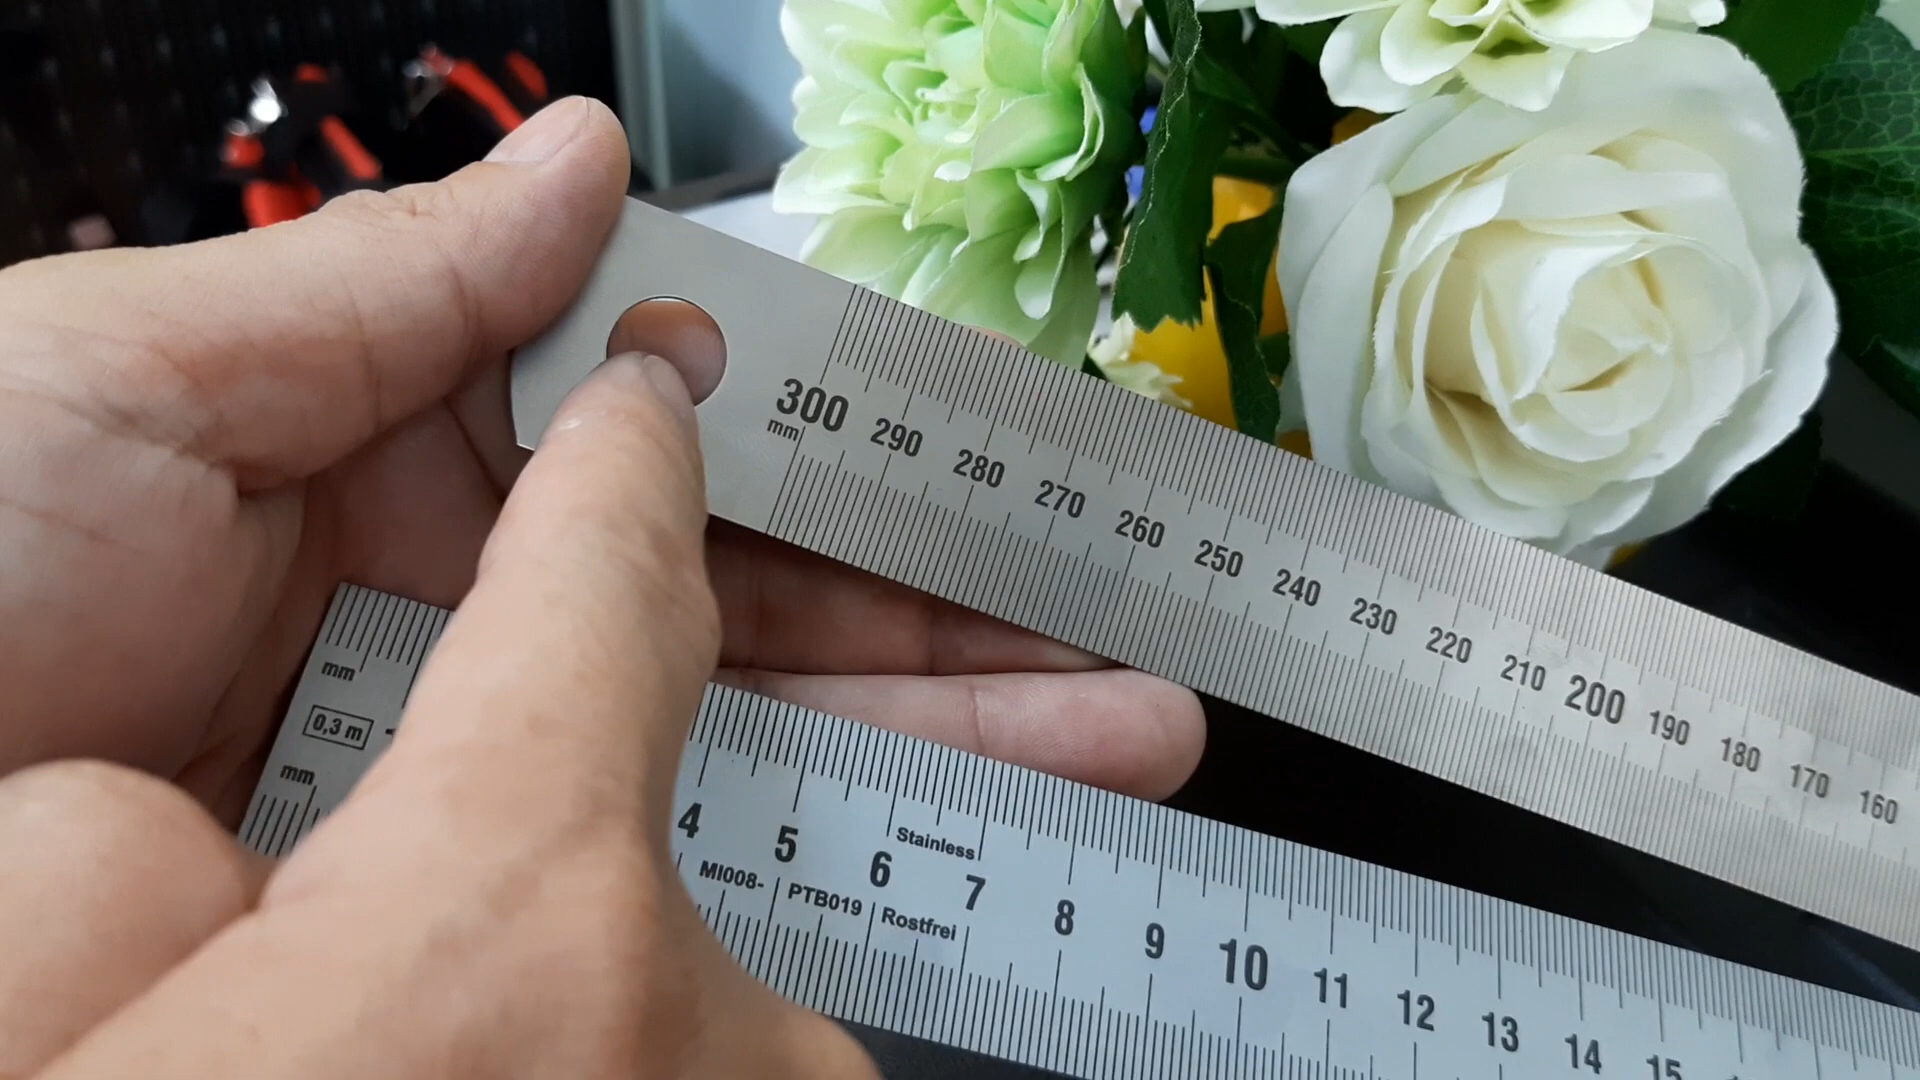 300 290 280 270 260 250 240 230 220 210 200 190 180 170 160
mm
mm
0,3 m
mm
4 5 6 7 8 9 10 11 12 13 14 15
Stainless
MI008- PTB019 Rostfrei